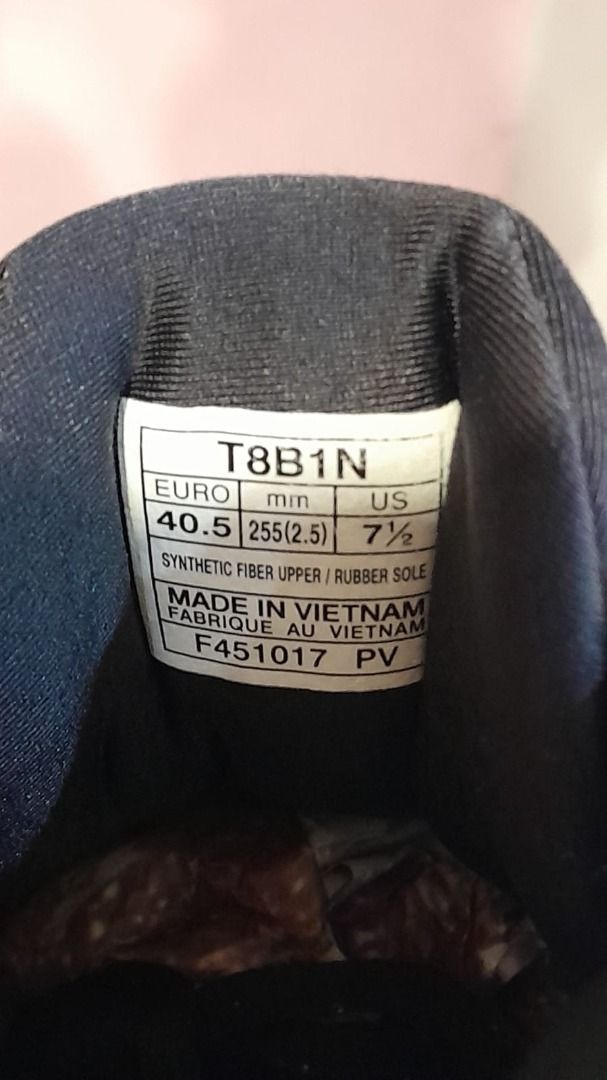 T8B1N
EURO mm US
40.5 255(2.5) 7½
SYNTHETIC FIBER UPPER / RUBBER SOLE
MADE IN VIETNAM
FABRIQUE AU VIETNAM
F451017 PV